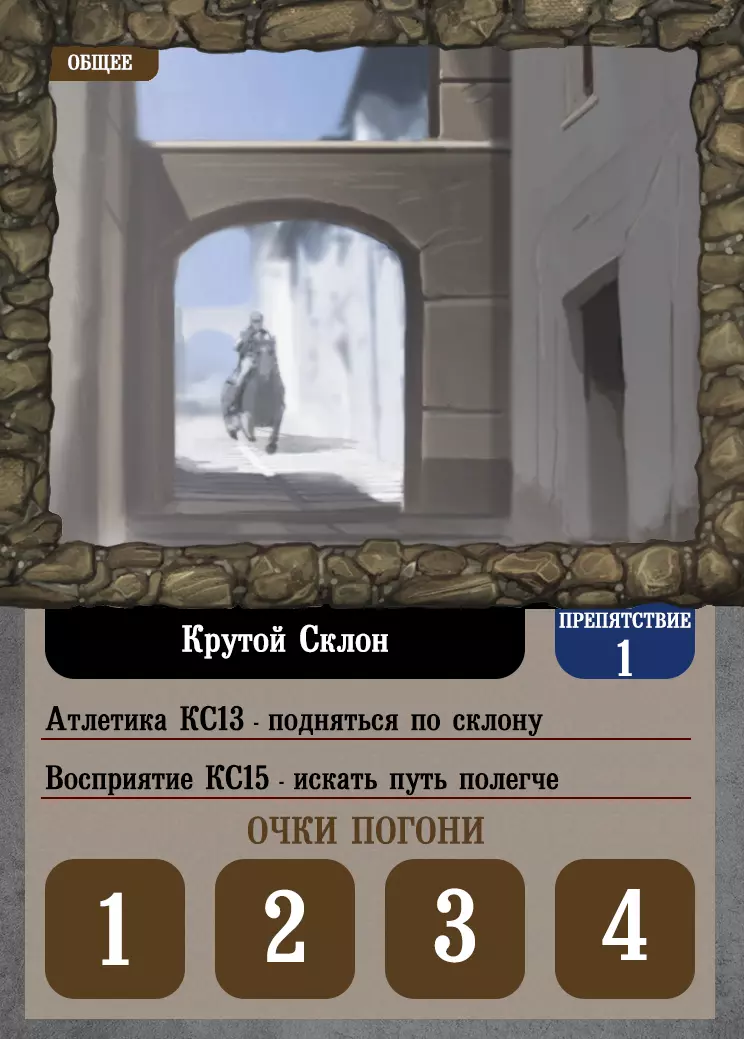 ОБЩЕЕ
Крутой Склон
ПРЕПЯТСТВИЕ
1
Атлетика КС13 - подняться по склону
Восприятие КС15 - искать путь полегче
ОЧКИ ПОГОНИ
1 2 3 4